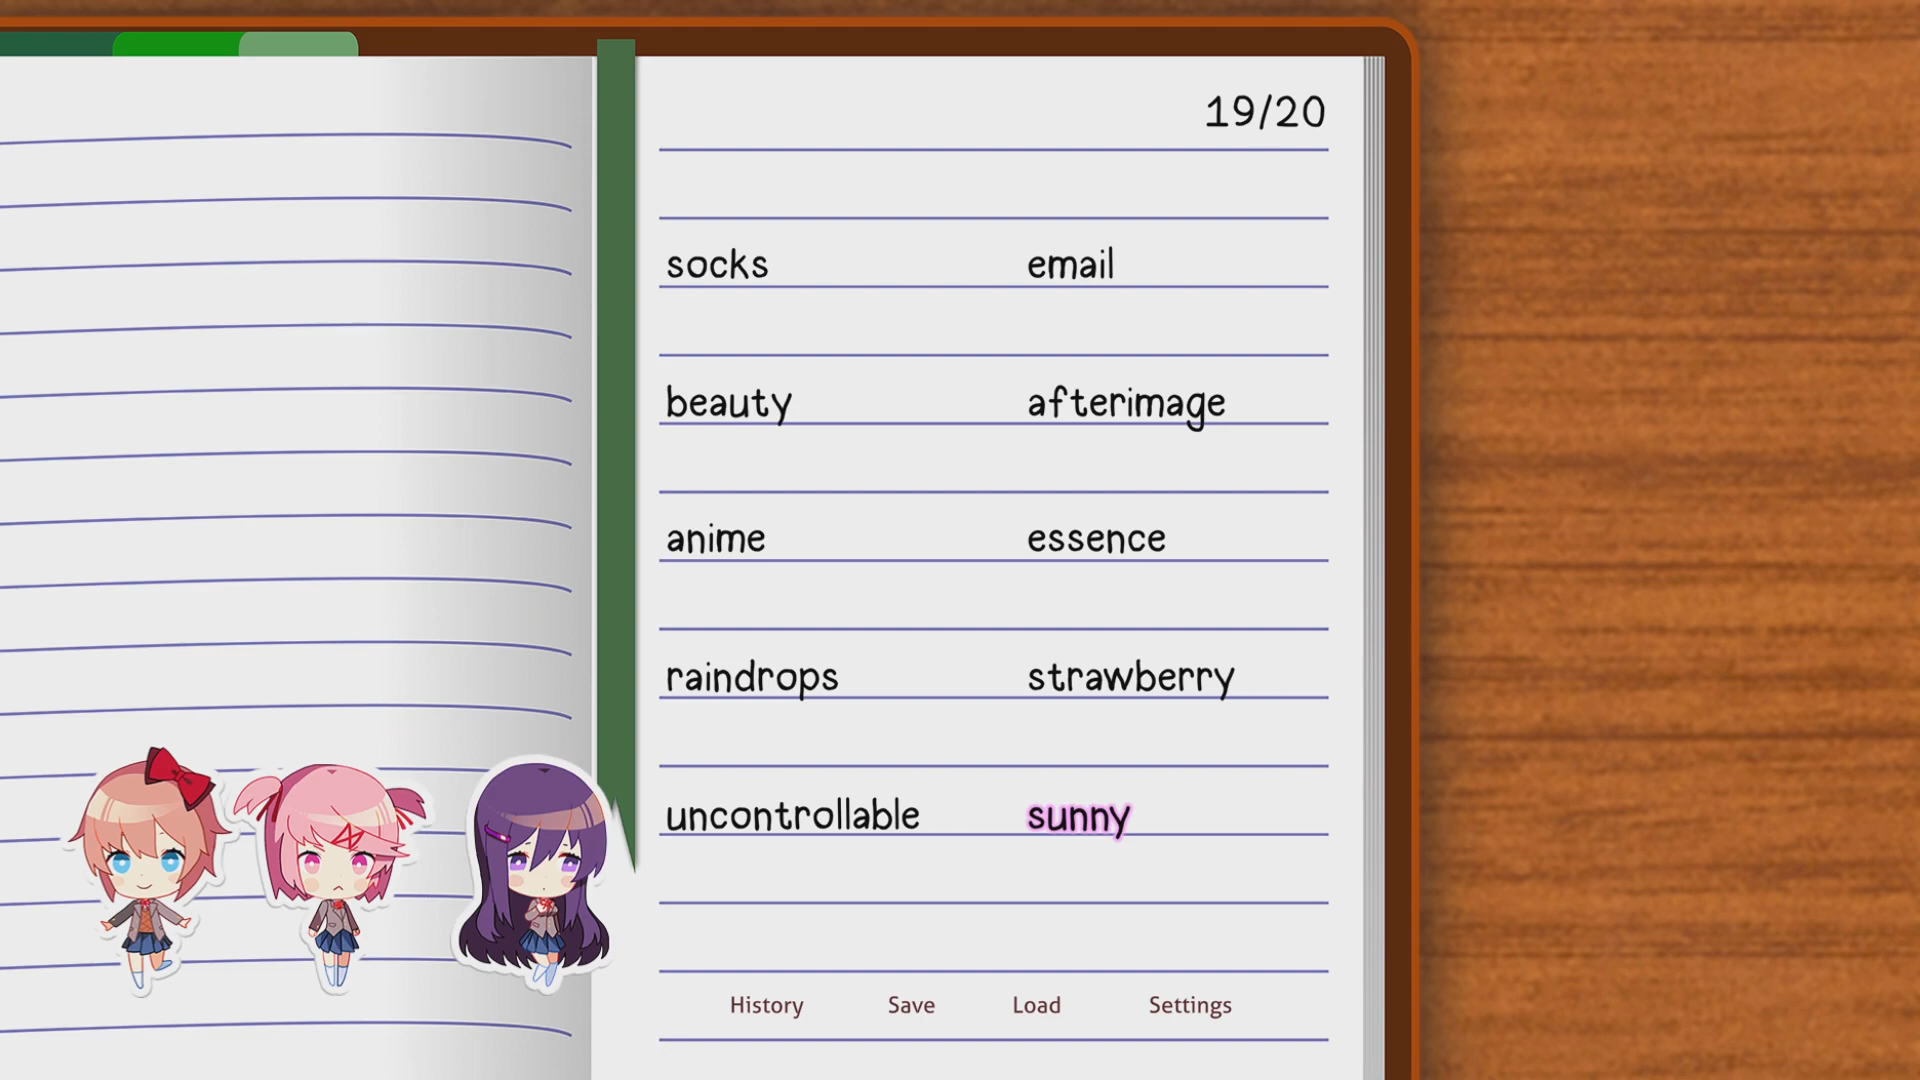 19/20
socks email
beauty afterimage
anime essence
raindrops strawberry
uncontrollable sunny
History Save Load Settings